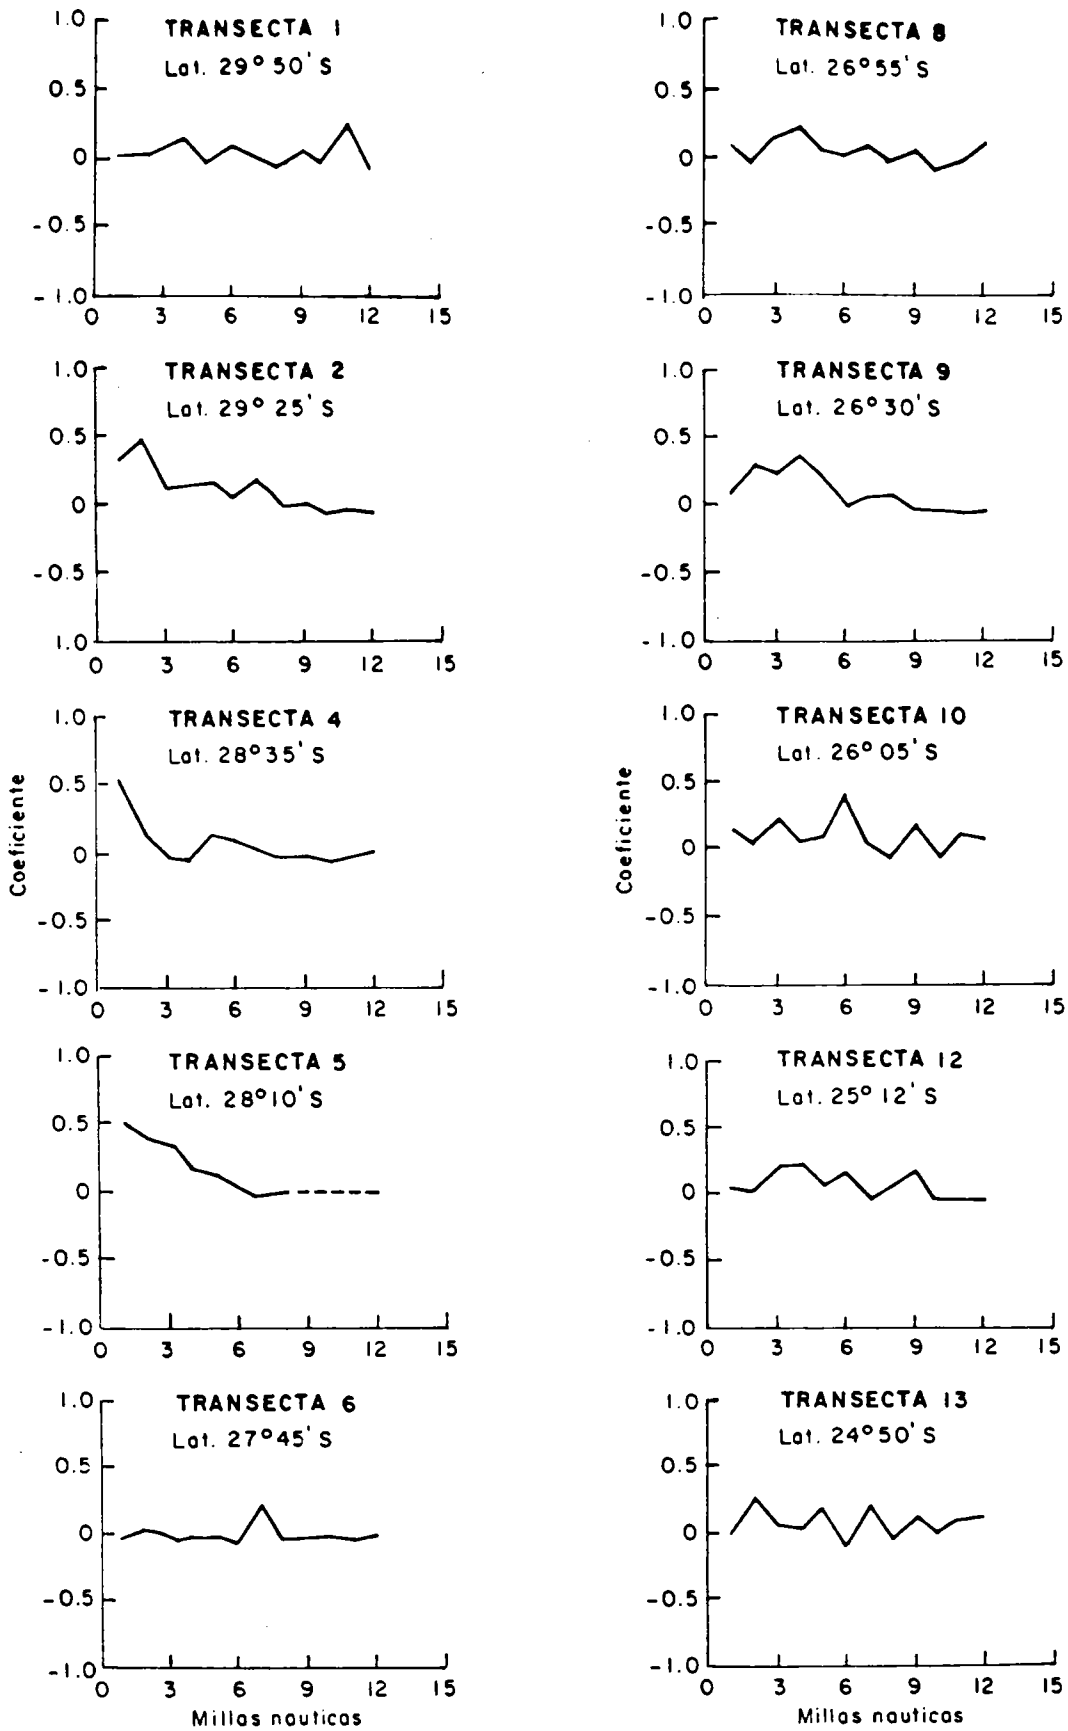 TRANSECTA 1
Lat. 29° 50' S
1.0
0.5
0
-0.5
-1.0
0 3 6 9 12 15
TRANSECTA 2
Lat. 29° 25' S
1.0
0.5
0
-0.5
1.0
0 3 6 9 12 15
TRANSECTA 4
Lat. 28° 35' S
Coeficiente
1.0
0.5
0
-0.5
-1.0
0 3 6 9 12 15
TRANSECTA 5
Lat. 28° 10' S
1.0
0.5
0
-0.5
-1.0
0 3 6 9 12 15
TRANSECTA 6
Lat. 27° 45' S
1.0
0.5
0
-0.5
-1.0
0 3 6 9 12 15
Millas nauticas
TRANSECTA 8
Lat. 26° 55' S
1.0
0.5
0
-0.5
-1.0
0 3 6 9 12 15
TRANSECTA 9
Lat. 26° 30' S
1.0
0.5
0
-0.5
-1.0
0 3 6 9 12 15
TRANSECTA 10
Lat. 26° 05' S
Coeficiente
1.0
0.5
0
-0.5
-1.0
0 3 6 9 12 15
TRANSECTA 12
Lat. 25° 12' S
1.0
0.5
0
-0.5
-1.0
0 3 6 9 12 15
TRANSECTA 13
Lat. 24° 50' S
1.0
0.5
0
-0.5
-1.0
0 3 6 9 12 15
Millas nauticas